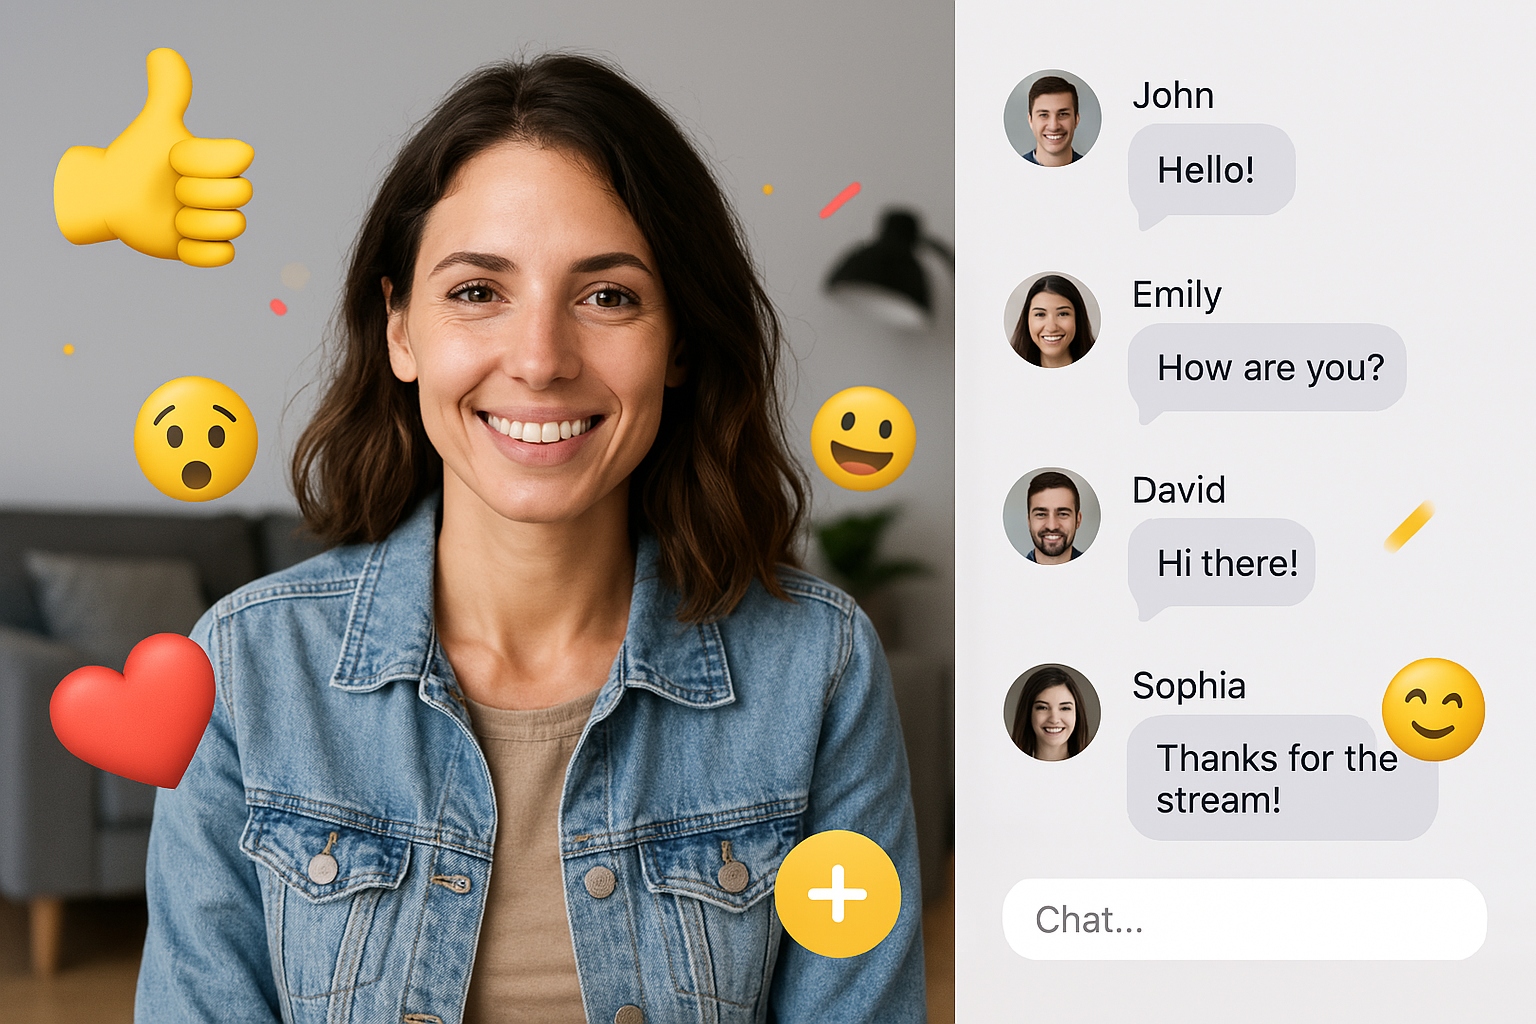 John
Hello!
Emily
How are you?
David
Hi there!
Sophia
Thanks for the
stream!
Chat...